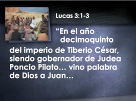 Lucas 3:1-3
“En el año
decimoquinto
del imperio de Tiberio César,
siendo gobernador de Judea
Poncio Pilato… vino palabra
de Dios a Juan…